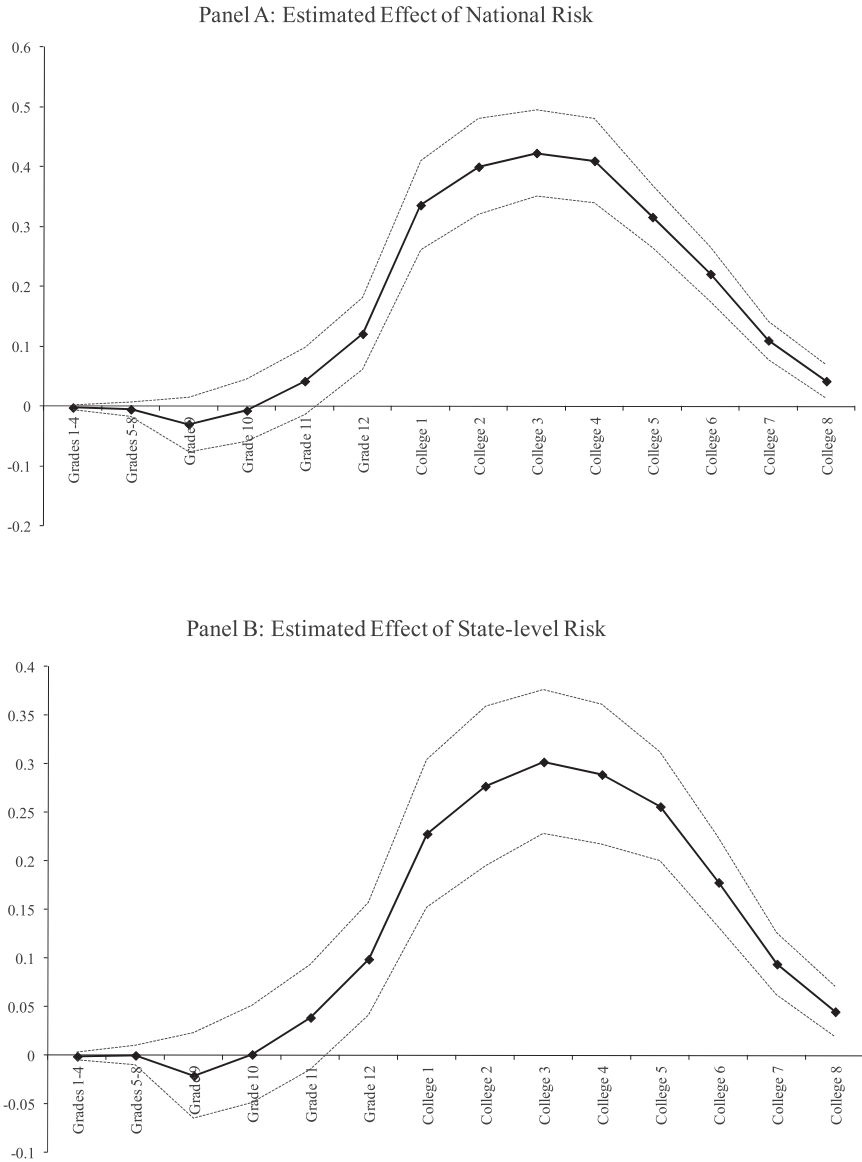 Panel A: Estimated Effect of National Risk
0.6
0.5
0.4
0.3
0.2
0.1
0
-0.1
-0.2
Grades 1-4
Grades 5-8
Grade 9
Grade 10
Grade 11
Grade 12
College 1
College 2
College 3
College 4
College 5
College 6
College 7
College 8
Panel B: Estimated Effect of State-level Risk
0.4
0.35
0.3
0.25
0.2
0.15
0.1
0.05
0
-0.05
-0.1
Grades 1-4
Grades 5-8
Grade 9
Grade 10
Grade 11
Grade 12
College 1
College 2
College 3
College 4
College 5
College 6
College 7
College 8